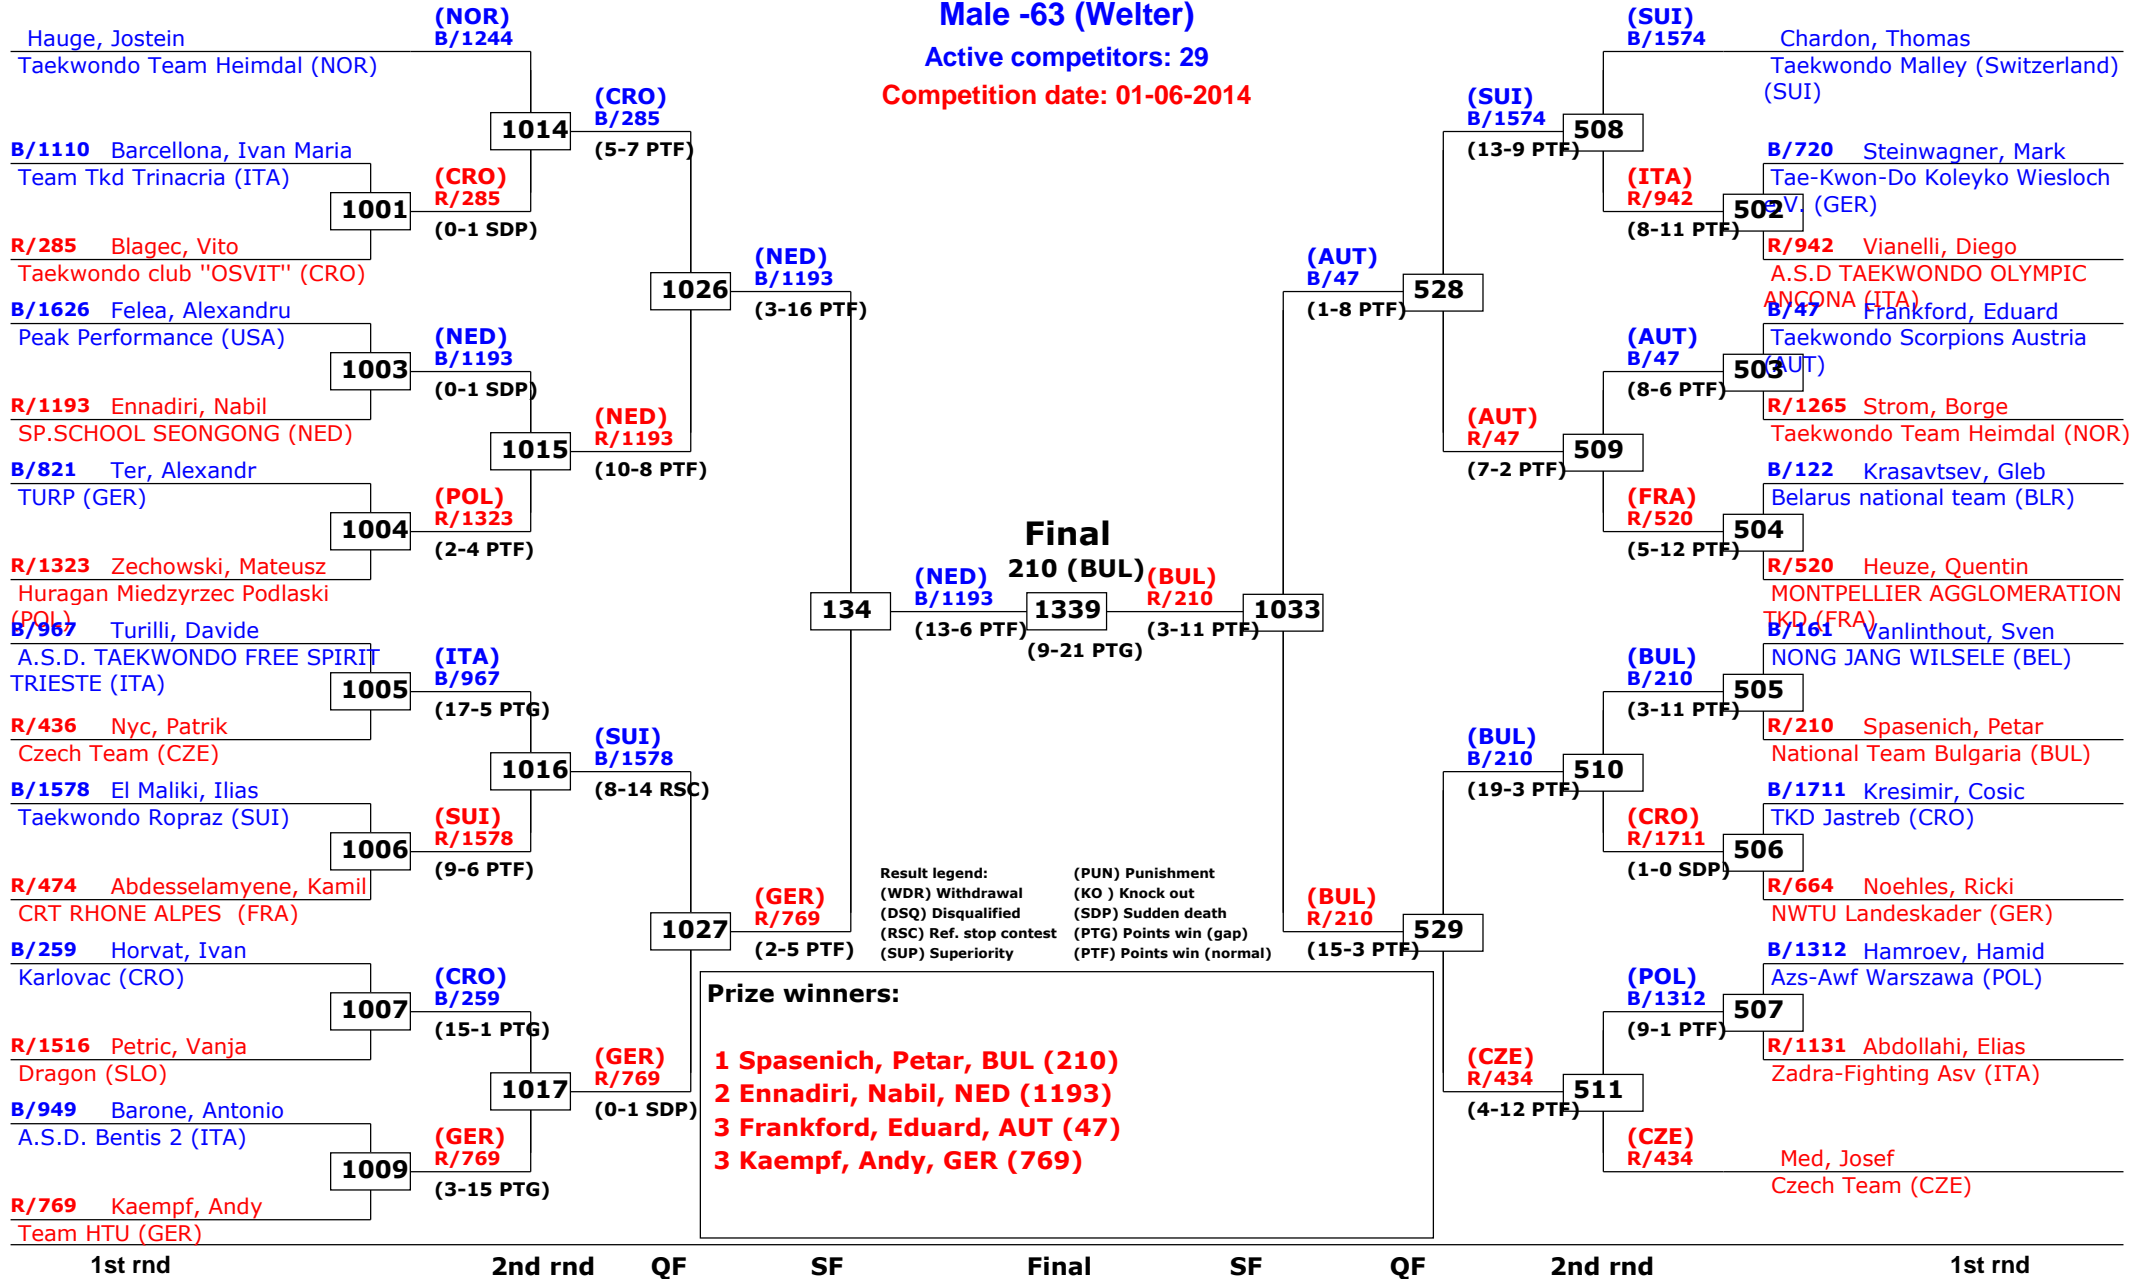 Male -63 (Welter)
Active competitors: 29
Competition date: 01-06-2014
Hauge, Jostein
Taekwondo Team Heimdal (NOR)
B/1110 Barcellona, Ivan Maria
Team Tkd Trinacria (ITA)
1001
R/285 Blagec, Vito
Taekwondo club "OSVIT" (CRO)
B/1626 Felea, Alexandru
Peak Performance (USA)
1003
R/1193 Ennadiri, Nabil
SP.SCHOOL SEONGONG (NED)
B/821 Ter, Alexandr
TURP (GER)
1004
R/1323 Zechowski, Mateusz
Huragan Miedzyrzec Podlaski
(POL)
B/967 Turilli, Davide
A.S.D. TAEKWONDO FREE SPIRIT
TRIESTE (ITA)
1005
R/436 Nyc, Patrik
Czech Team (CZE)
B/1578 El Maliki, Ilias
Taekwondo Ropraz (SUI)
1006
R/474 Abdesselamyene, Kamil
CRT RHONE ALPES (FRA)
B/259 Horvat, Ivan
Karlovac (CRO)
1007
R/1516 Petric, Vanja
Dragon (SLO)
B/949 Barone, Antonio
A.S.D. Bentis 2 (ITA)
1009
R/769 Kaempf, Andy
Team HTU (GER)
(NOR)
B/1244
1014
(CRO)
R/285
(0-1 SDP)
(NED)
B/1193
(0-1 SDP)
1015
(POL)
R/1323
(2-4 PTF)
(ITA)
B/967
(17-5 PTG)
1016
(SUI)
R/1578
(9-6 PTF)
(CRO)
B/259
(15-1 PTG)
1017
(GER)
R/769
(3-15 PTG)
(CRO)
B/285
(5-7 PTF)
1026
(NED)
R/1193
(10-8 PTF)
(SUI)
B/1578
(8-14 RSC)
1027
(GER)
R/769
(0-1 SDP)
(NED)
B/1193
(3-16 PTF)
134
(GER)
R/769
(2-5 PTF)
(NED)
B/1193
(13-6 PTF)
Final
210 (BUL)
1339
(9-21 PTG)
(BUL)
R/210
(3-11 PTF)
1033
(AUT)
B/47
(1-8 PTF)
(BUL)
R/210
(15-3 PTF)
(SUI)
B/1574
(13-9 PTF)
528
(AUT)
R/47
(7-2 PTF)
(BUL)
B/210
(19-3 PTF)
529
(CZE)
R/434
(4-12 PTF)
(SUI)
B/1574
508
(ITA)
R/942
(8-11 PTF)
(AUT)
B/47
(8-6 PTF)
509
(FRA)
R/520
(5-12 PTF)
(BUL)
B/210
(3-11 PTF)
510
(CRO)
R/1711
(1-0 SDP)
(POL)
B/1312
(9-1 PTF)
511
(CZE)
R/434
Chardon, Thomas
Taekwondo Malley (Switzerland)
(SUI)
B/720 Steinwagner, Mark
Tae-Kwon-Do Koleyko Wiesloch
e.V. (GER)
502
R/942 Vianelli, Diego
A.S.D TAEKWONDO OLYMPIC
ANCONA (ITA)
B/47 Frankford, Eduard
Taekwondo Scorpions Austria
(AUT)
503
R/1265 Strom, Borge
Taekwondo Team Heimdal (NOR)
B/122 Krasavtsev, Gleb
Belarus national team (BLR)
504
R/520 Heuze, Quentin
MONTPELLIER AGGLOMERATION
TKD (FRA)
B/161 Vanlinthout, Sven
NONG JANG WILSELE (BEL)
505
R/210 Spasenich, Petar
National Team Bulgaria (BUL)
B/1711 Kresimir, Cosic
TKD Jastreb (CRO)
506
R/664 Noehles, Ricki
NWTU Landeskader (GER)
B/1312 Hamroev, Hamid
Azs-Awf Warszawa (POL)
507
R/1131 Abdollahi, Elias
Zadra-Fighting Asv (ITA)
Med, Josef
Czech Team (CZE)
Result legend:
(WDR) Withdrawal
(DSQ) Disqualified
(RSC) Ref. stop contest
(SUP) Superiority
(PUN) Punishment
(KO ) Knock out
(SDP) Sudden death
(PTG) Points win (gap)
(PTF) Points win (normal)
Prize winners:
1 Spasenich, Petar, BUL (210)
2 Ennadiri, Nabil, NED (1193)
3 Frankford, Eduard, AUT (47)
3 Kaempf, Andy, GER (769)
1st rnd 2nd rnd QF SF Final SF QF 2nd rnd 1st rnd